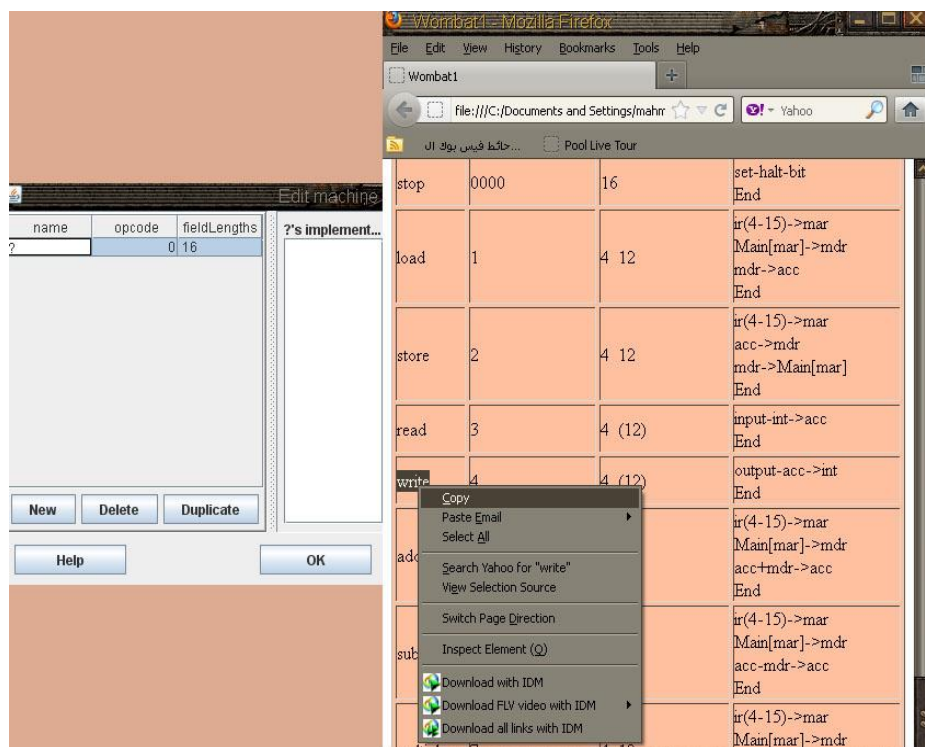 Wombat1 - Mozilla Firefox
File Edit View History Bookmarks Tools Help
Wombat1
file:///C:/Documents and Settings/mahm
Yahoo
حائط فيس بوك ال...
Pool Live Tour
Edit machine
name opcode fieldLengths
? 0 16
?'s implement...
New Delete Duplicate
Help OK
stop 0000 16 set-halt-bit
End
load 1 4 12 ir(4-15)->mar
Main[mar]->mdr
mdr->acc
End
store 2 4 12 ir(4-15)->mar
acc->mdr
mdr->Main[mar]
End
read 3 4 (12) input-int->acc
End
write 4 4 (12) output-acc->int
End
ir(4-15)->mar
Main[mar]->mdr
acc+mdr->acc
End
ir(4-15)->mar
Main[mar]->mdr
acc-mdr->acc
End
ir(4-15)->mar
Main[mar]->mdr
Copy
Paste Email
Select All
Search Yahoo for "write"
View Selection Source
Switch Page Direction
Inspect Element (Q)
Download with IDM
Download FLV video with IDM
Download all links with IDM